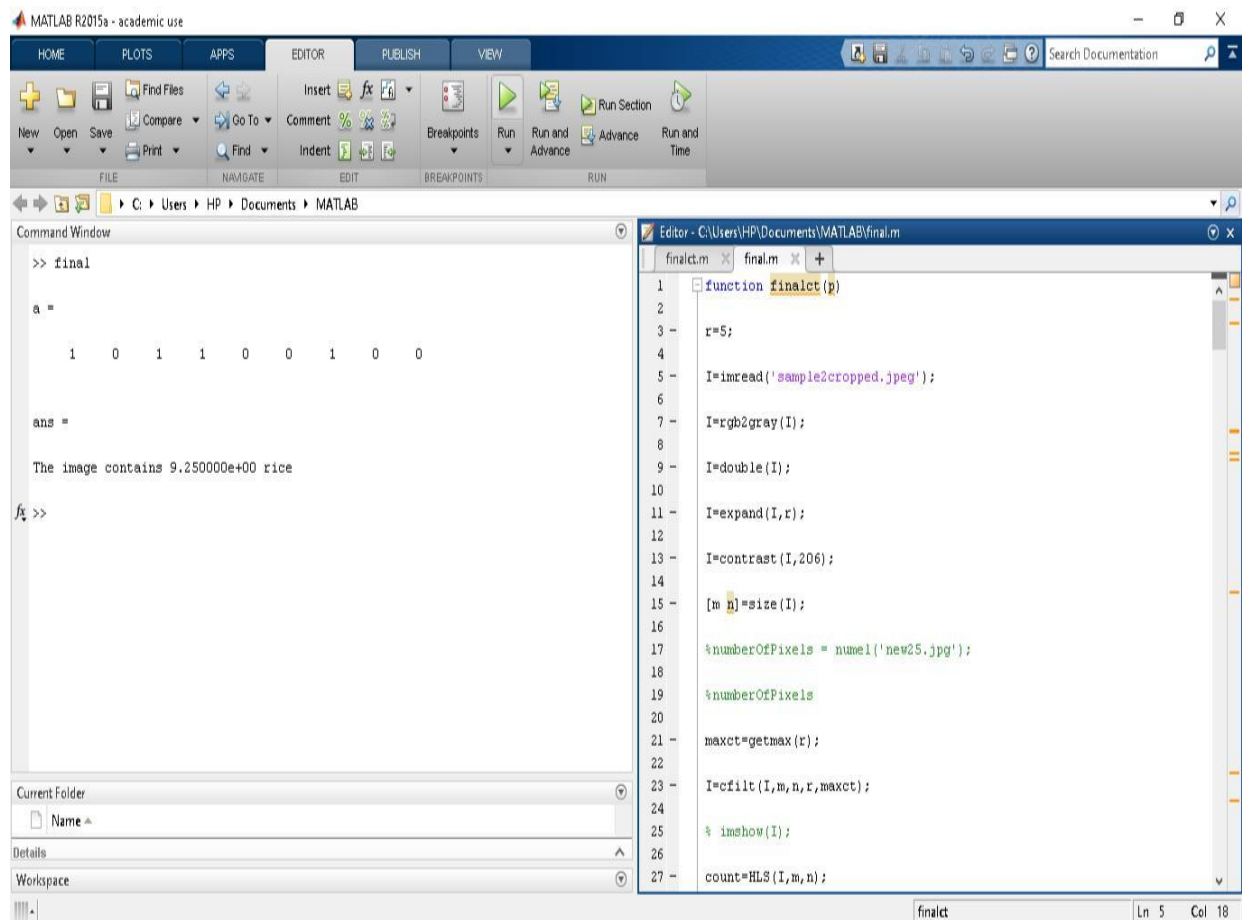 MATLAB R2015a - academic use
HOME PLOTS APPS EDITOR PUBLISH VIEW
Search Documentation
New Open Save
Find Files
Compare
Print
FILE
Go To
Find
NAVIGATE
Insert
Comment
Indent
EDIT
Breakpoints
BREAKPOINTS
Run
Run and Advance
Run Section
Advance
Run and Time
RUN
C: Users HP Documents MATLAB
Command Window
>> final
a =
1 0 1 1 0 0 1 0 0
ans =
The image contains 9.250000e+00 rice
fx >>
Current Folder
Name
Details
Workspace
Editor - C:\Users\HP\Documents\MATLAB\final.m
finalct.m final.m
1 function finalct(p)
2
3 - r=5;
4
5 - I=imread('sample2cropped.jpeg');
6
7 - I=rgb2gray(I);
8
9 - I=double(I);
10
11 - I=expand(I,r);
12
13 - I=contrast(I,206);
14
15 - [m n]=size(I);
16
17 %numberOfPixels = numel('new25.jpg');
18
19 %numberOfPixels
20
21 - maxct=getmax(r);
22
23 - I=cfilt(I,m,n,r,maxct);
24
25 % imshow(I);
26
27 - count=HLS(I,m,n);
finalct
Ln 5 Col 18